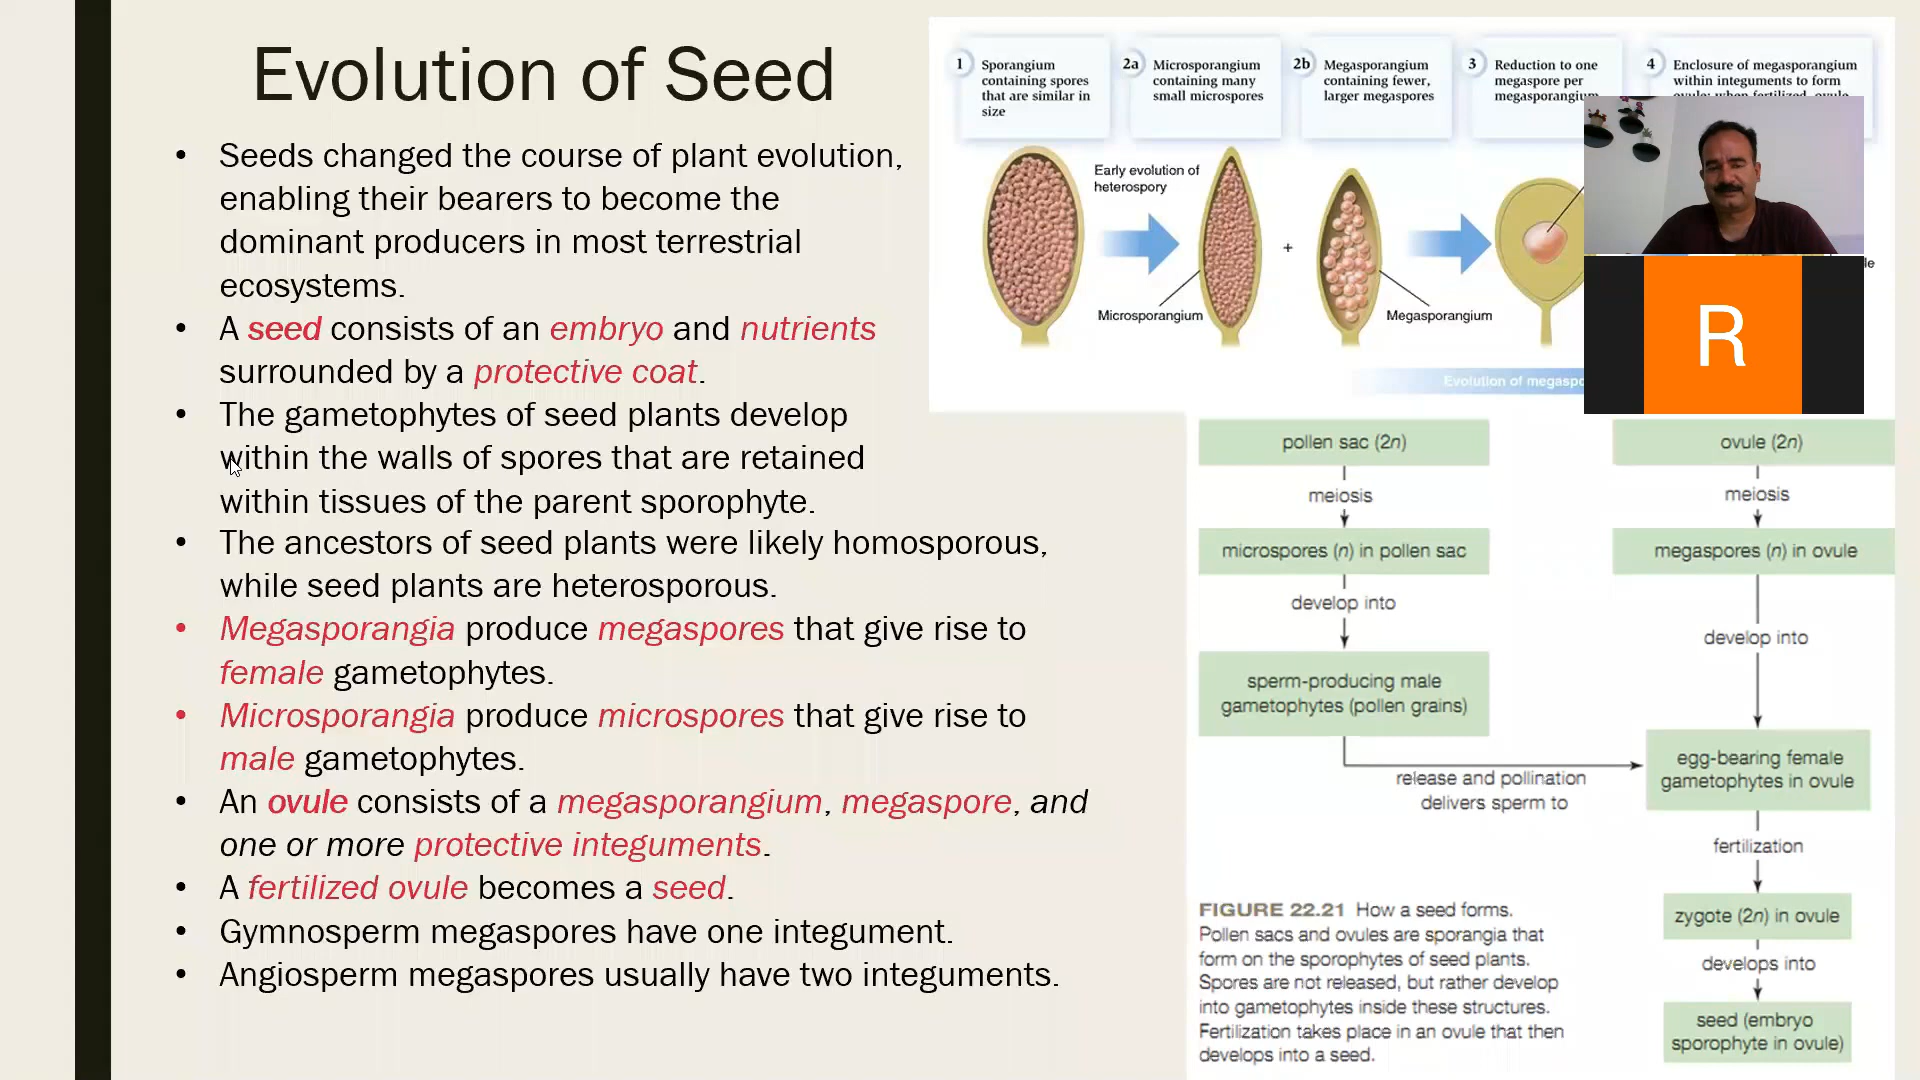 Evolution of Seed
• Seeds changed the course of plant evolution,
enabling their bearers to become the
dominant producers in most terrestrial
ecosystems.
• A seed consists of an embryo and nutrients
surrounded by a protective coat.
• The gametophytes of seed plants develop
within the walls of spores that are retained
within tissues of the parent sporophyte.
• The ancestors of seed plants were likely homosporous,
while seed plants are heterosporous.
• Megasporangia produce megaspores that give rise to
female gametophytes.
• Microsporangia produce microspores that give rise to
male gametophytes.
• An ovule consists of a megasporangium, megaspore, and
one or more protective integuments.
• A fertilized ovule becomes a seed.
• Gymnosperm megaspores have one integument.
• Angiosperm megaspores usually have two integuments.
1 Sporangium
containing spores
that are similar in
size
2a Microsporangium
containing many
small microspores
2b Megasporangium
containing fewer,
larger megaspores
3 Reduction to one
megaspore per
megasporangium
4 Enclosure of megasporangium
within integuments to form
ovule; when fertilized, ovule
Early evolution of
heterospory
+
Microsporangium
Megasporangium
le
Evolution of megaspo
R
pollen sac (2n)
meiosis
microspores (n) in pollen sac
develop into
sperm-producing male
gametophytes (pollen grains)
release and pollination
delivers sperm to
ovule (2n)
meiosis
megaspores (n) in ovule
develop into
egg-bearing female
gametophytes in ovule
fertilization
zygote (2n) in ovule
develops into
seed (embryo
sporophyte in ovule)
FIGURE 22.21 How a seed forms.
Pollen sacs and ovules are sporangia that
form on the sporophytes of seed plants.
Spores are not released, but rather develop
into gametophytes inside these structures.
Fertilization takes place in an ovule that then
develops into a seed.